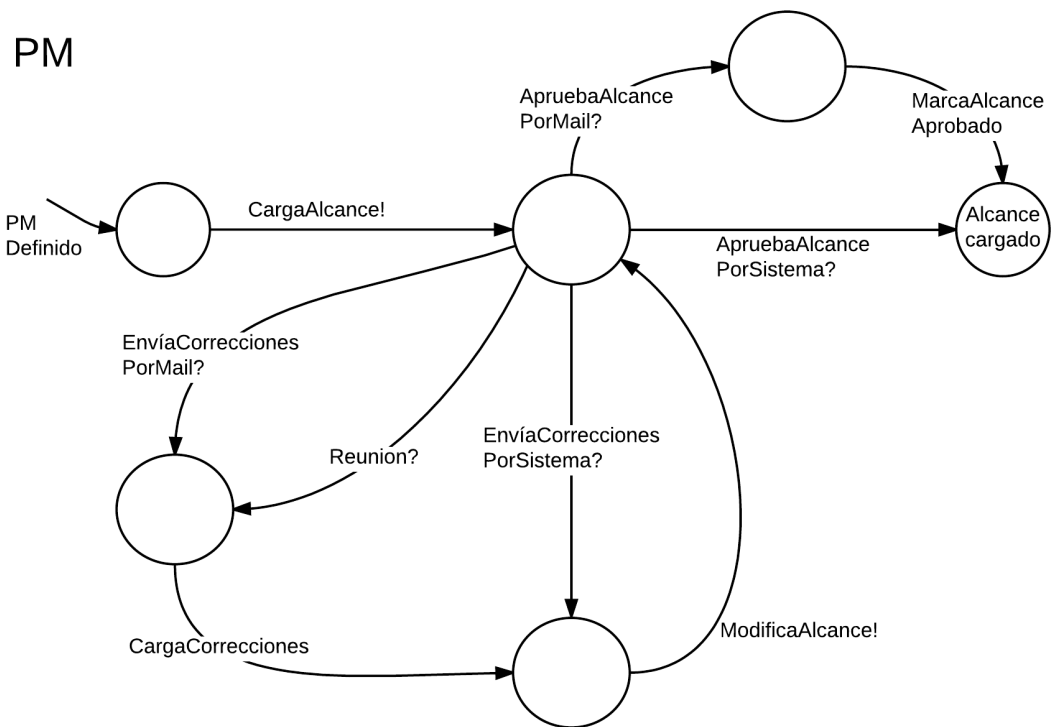 PM
ApruebaAlcance
PorMail?
MarcaAlcance
Aprobado
PM
Definido
CargaAlcance!
Alcance
cargado
ApruebaAlcance
PorSistema?
EnvíaCorrecciones
PorMail?
Reunion?
EnvíaCorrecciones
PorSistema?
CargaCorrecciones
ModificaAlcance!